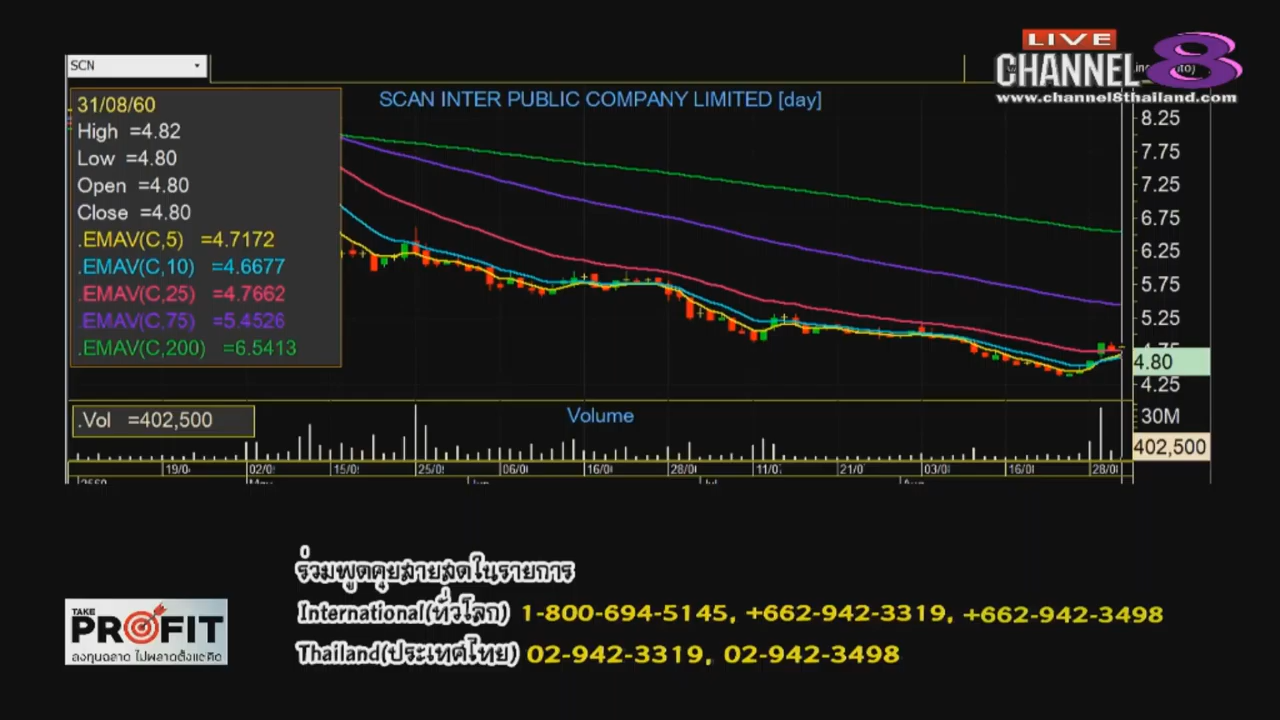 LIVE
CHANNEL 8
www.channel8thailand.com
SCN
SCAN INTER PUBLIC COMPANY LIMITED [day]
31/08/60
High =4.82
Low =4.80
Open =4.80
Close =4.80
.EMAV(C,5) =4.7172
.EMAV(C,10) =4.6677
.EMAV(C,25) =4.7662
.EMAV(C,75) =5.4526
.EMAV(C,200) =6.5413
8.25
7.75
7.25
6.75
6.25
5.75
5.25
4.75
4.80
4.25
.Vol =402,500
Volume
30M
402,500
19/0 02/0 15/0 25/0 06/0 16/0 28/0 11/0 21/0 03/0 16/0 28/0
ร่วมพูดคุยสายสดในรายการ
International(ทั่วโลก) 1-800-694-5145, +662-942-3319, +662-942-3498
Thailand(ประเทศไทย) 02-942-3319, 02-942-3498
TAKE
PROFIT
ลงทุนฉลาด ไม่พลาดตั้งแต่คิด